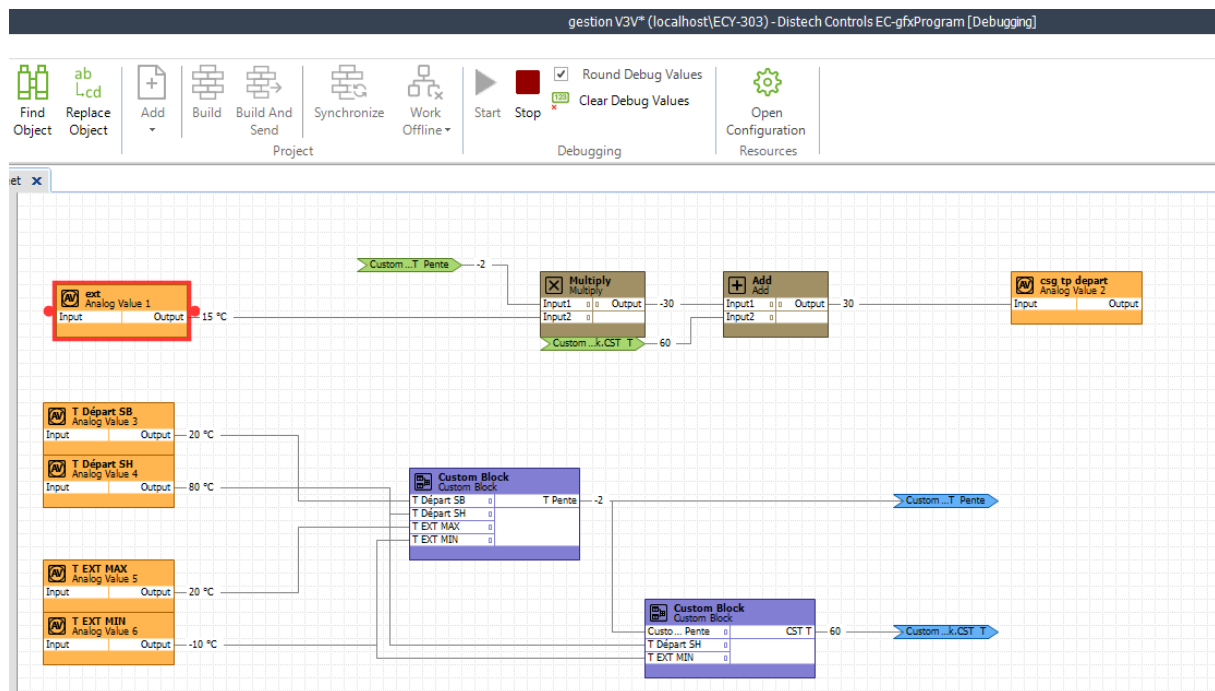 gestion V3V* (localhost\ECY-303) - Distech Controls EC-gfxProgram [Debugging]
Find Object
Replace Object
Add
Build
Build And Send
Synchronize
Work Offline
Project
Start
Stop
Round Debug Values
Clear Debug Values
Debugging
Open Configuration
Resources
eet x
Custom ...T Pente
-2
ext
Analog Value 1
Input Output
15 °C
Multiply
Multiply
Input1 Output
Input2
-30
Custom ...k.CST T
60
Add
Add
Input1 Output
Input2
30
csg tp depart
Analog Value 2
Input Output
T Départ SB
Analog Value 3
Input Output
20 °C
T Départ SH
Analog Value 4
Input Output
80 °C
Custom Block
Custom Block
T Départ SB T Pente
T Départ SH
T EXT MAX
T EXT MIN
-2
Custom ...T Pente
T EXT MAX
Analog Value 5
Input Output
20 °C
T EXT MIN
Analog Value 6
Input Output
-10 °C
Custom Block
Custom Block
Custo... Pente CST T
T Départ SH
T EXT MIN
60
Custom ...k.CST T